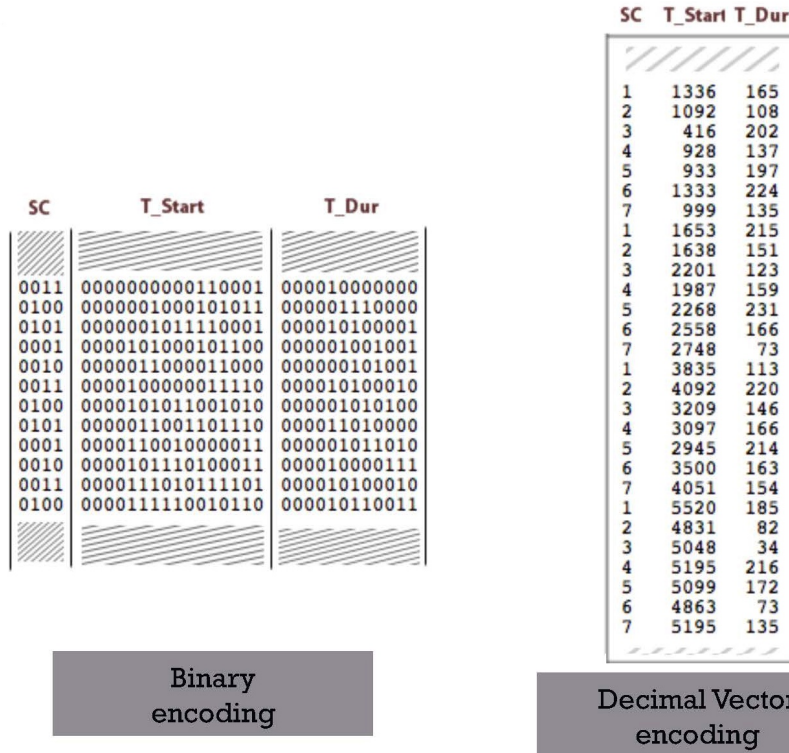 SC T_Start T_Dur
0011 0000000000110001 000010000000
0100 0000001000101011 000001110000
0101 0000001011110001 000010100001
0001 0000101000101100 000001001001
0010 0000011000011000 000000101001
0011 0000100000011110 000010100010
0100 0000101011001010 000001010100
0101 0000011001101110 000011010000
0001 0000110010000011 000001011010
0010 0000101110100011 000010000111
0011 0000111010111101 000010100010
0100 0000111110010110 000010110011
Binary
encoding
SC T_Start T_Dur
1 1336 165
2 1092 108
3 416 202
4 928 137
5 933 197
6 1333 224
7 999 135
1 1653 215
2 1638 151
3 2201 123
4 1987 159
5 2268 231
6 2558 166
7 2748 73
1 3835 113
2 4092 220
3 3209 146
4 3097 166
5 2945 214
6 3500 163
7 4051 154
1 5520 185
2 4831 82
3 5048 34
4 5195 216
5 5099 172
6 4863 73
7 5195 135
Decimal Vector
encoding